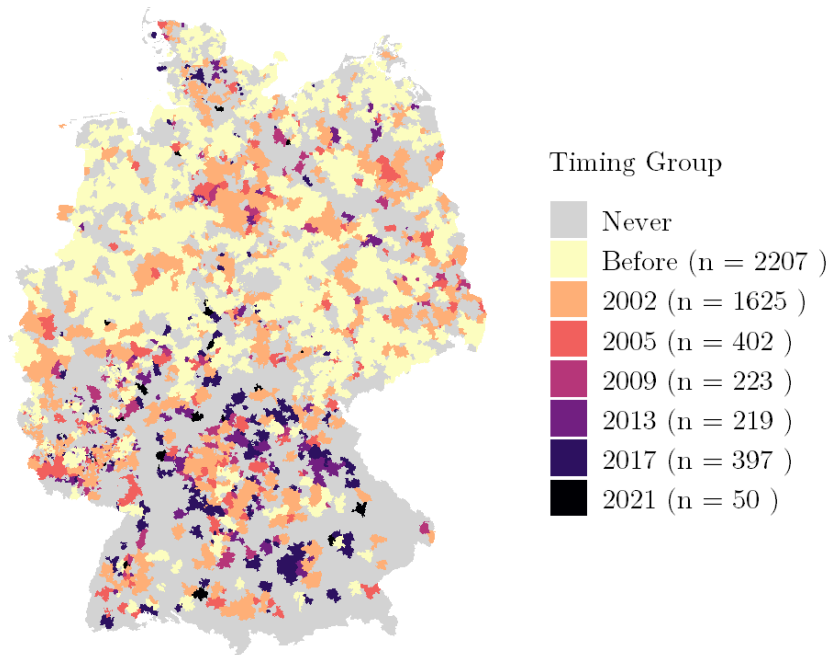 Timing Group
Never
Before (n = 2207 )
2002 (n = 1625 )
2005 (n = 402 )
2009 (n = 223 )
2013 (n = 219 )
2017 (n = 397 )
2021 (n = 50 )